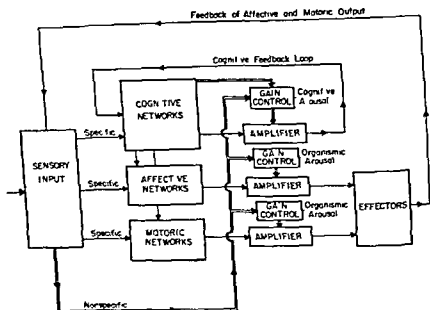 Feedback of Affective and Motoric Output
Cognitive Feedback Loop
COGNITIVE
NETWORKS
GAIN
CONTROL
Cognitive
Arousal
Specific
AMPLIFIER
SENSORY
INPUT
GAIN
CONTROL
Organismic
Arousal
Specific
AFFECTIVE
NETWORKS
AMPLIFIER
EFFECTORS
GAIN
CONTROL
Organismic
Arousal
Specific
MOTORIC
NETWORKS
AMPLIFIER
Nonspecific